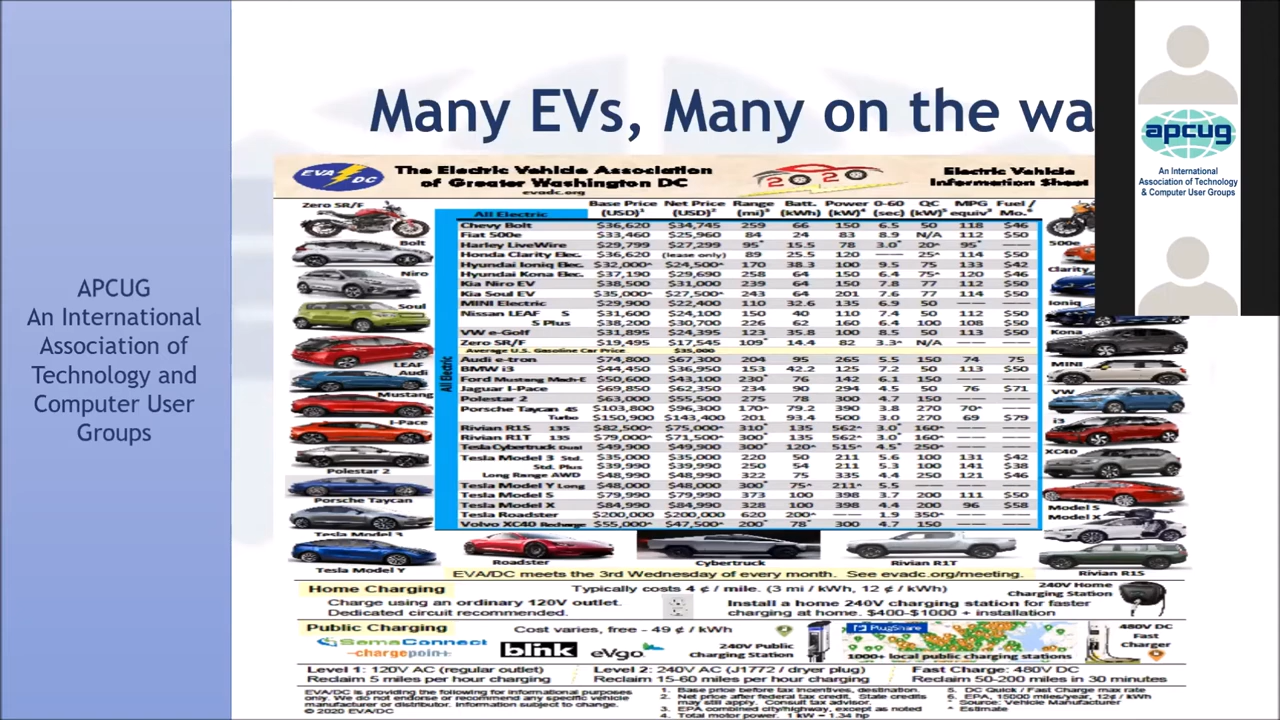 Many EVs, Many on the wa
apcug
An International
Association of Technology
& Computer User Groups
APCUG
An International
Association of
Technology and
Computer User
Groups
EVA DC
The Electric Vehicle Association
of Greater Washington DC
evadc.org
2020
Electric Vehicle
Information Sheet
All Electric Base Price (USD)¹ Net Price (USD)² Range (mi)³ Batt. (kWh) Power (kW)⁴ 0-60 (sec) QC (kW)⁵ MPG equiv³ Fuel / Mo.⁶
Chevy Bolt $36,620 $34,745 259 66 150 6.5 50 118 $46
Fiat 500e $33,460 $25,960 84 24 83 8.9 N/A 112 $50
Harley LiveWire $29,799 $27,299 95* 15.5 78 3.0* 20^ 95* ——
Honda Clarity Elec. $36,620 (lease only) 89 25.5 120 —— 25^ 114 $50
Hyundai Ioniq Elec. $32,000^ $24,500^ 170 38.3 100 9.5 75 133 $42
Hyundai Kona Elec. $37,190 $29,690 258 64 150 6.4 75^ 120 $46
Kia Niro EV $38,500 $31,000 239 64 150 7.8 77 112 $50
Kia Soul EV $35,000^ $27,500^ 243 64 201 7.6 77 114 $50
MINI Electric $29,900 $22,400 110 32.6 135 6.9 50 —— ——
Nissan LEAF S $31,600 $24,100 150 40 110 7.4 50 112 $50
S Plus $38,200 $30,700 226 62 160 6.4 100 108 $50
VW e-Golf $31,895 $24,395 123 35.8 100 8.5 50 113 $50
Zero SR/F $19,495 $17,545 109* 14.4 82 3.3^ N/A —— ——
Average U.S. Gasoline Car Price $35,000
Audi e-tron $74,800 $67,300 204 95 265 5.5 150 74 75
BMW i3 $44,450 $36,950 153 42.2 125 7.2 50 113 $50
Ford Mustang Mach-E $50,600 $43,100 230* 76 142 6.1 150 —— ——
Jaguar I-Pace $69,850 $62,350 234 90 294 4.5 50 76 $71
Polestar 2 $63,000 $55,500 275 78 300 4.7 150 —— ——
Porsche Taycan 4S $103,800 $96,300 170^ 79.2 390 3.8 270 70^
Turbo $150,900 $143,400 201 93.4 500 3.0 270 69 $79
Rivian R1S 135 $82,500^ $75,000^ 310* 135 562^ 3.0* 160^ —— ——
Rivian R1T 135 $79,000^ $71,500^ 300* 135 562^ 3.0* 160^ —— ——
Tesla Cybertruck Dual $49,900 $49,900 300* 120^ 515^ 4.5* 250^ —— ——
Tesla Model 3 Std. $35,000 $35,000 220 50 211 5.6 100 131 $42
Std. Plus $39,990 $39,990 250 54 211 5.3 100 141 $38
Long Range AWD $48,990 $48,990 322 75 335 4.4 250 121 $46
Tesla Model Y Long $48,000 $48,000 300* 75^ 211^ 5.5 —— —— ——
Tesla Model S $79,990 $79,990 373 100 398 3.7 200 111 $50
Tesla Model X $84,990 $84,990 328 100 398 4.4 200 96 $58
Tesla Roadster $200,000 $200,000 620 200^ —— 1.9 350^ —— ——
Volvo XC40 Recharge $55,000^ $47,500^ 200* 78* 300 4.7 150 —— ——
All Electric
Zero SR/F
Bolt
Niro
Soul
LEAF
Audi
Mustang
I-Pace
Polestar 2
Porsche Taycan
Tesla Model 3
Tesla Model Y
500e
Clarity
Ioniq
Kona
MINI
VW
i3
XC40
Model S
Model X
Roadster
Cybertruck
Rivian R1T
Rivian R1S
EVA/DC meets the 3rd Wednesday of every month. See evadc.org/meeting.
Home Charging Typically costs 4 ¢ / mile. (3 mi / kWh, 12 ¢ / kWh)
240V Home
Charging Station
Charge using an ordinary 120V outlet.
Dedicated circuit recommended.
Install a home 240V charging station for faster
charging at home. $400-$1000 + installation
Public Charging Cost varies, free - 49 ¢ / kWh
SemaConnect
chargepoint
blink
eVgo
240V Public
Charging Station
PlugShare
1000+ local public charging stations
480V DC
Fast
Charger
Level 1: 120V AC (regular outlet)
Reclaim 5 miles per hour charging
Level 2: 240V AC (J1772 / dryer plug)
Reclaim 15-60 miles per hour charging
Fast Charge: 480V DC
Reclaim 50-200 miles in 30 minutes
EVA/DC is providing the following for informational purposes
only. We do not endorse or recommend any specific vehicle
manufacturer or distributor. Information subject to change.
© 2020 EVA/DC
1. Base price before tax incentives, destination.
2. Net price after federal tax credit. State credits
may still apply. Consult tax advisor.
3. EPA combined city/highway, except as noted
4. Total motor power. 1 kW = 1.34 hp
5. DC Quick / Fast Charge max rate
6. EPA, 15000 miles/year, 12¢ / kWh
* Source: Vehicle Manufacturer
^ Estimate